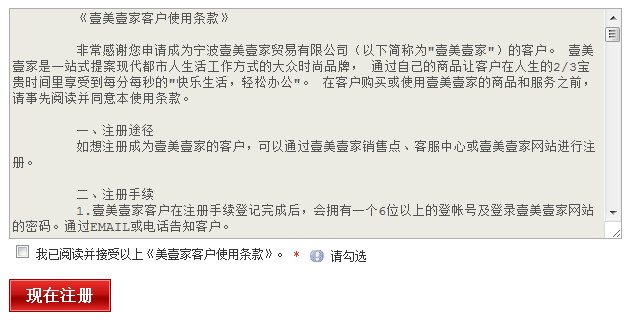 《壹美壹家客户使用条款》
非常感谢您申请成为宁波壹美壹家贸易有限公司（以下简称为"壹美壹家"）的客户。 壹美
壹家是一站式提案现代都市人生活工作方式的大众时尚品牌， 通过自己的商品让客户在人生的2/3宝
贵时间里享受到每分每秒的"快乐生活，轻松办公"。 在客户购买或使用壹美壹家的商品和服务之前，
请事先阅读并同意本使用条款。
一、注册途径
如想注册成为壹美壹家的客户，可以通过壹美壹家销售点、客服中心或壹美壹家网站进行注
册。
二、注册手续
1.壹美壹家客户在注册手续登记完成后，会拥有一个6位以上的登帐号及登录壹美壹家网站
的密码。通过EMAIL或电话告知客户。
我已阅读并接受以上《美壹家客户使用条款》。 * 请勾选
现在注册